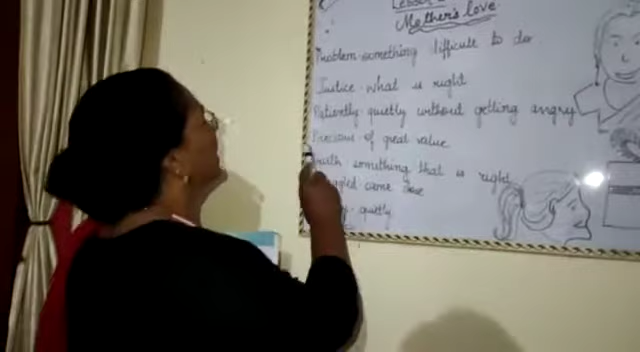 Lesson
Mother's love
Problem-something difficult to do
Justice-what is right
Patiently-quietly without getting angry
Precious-of great value
something that is right
came
quietly